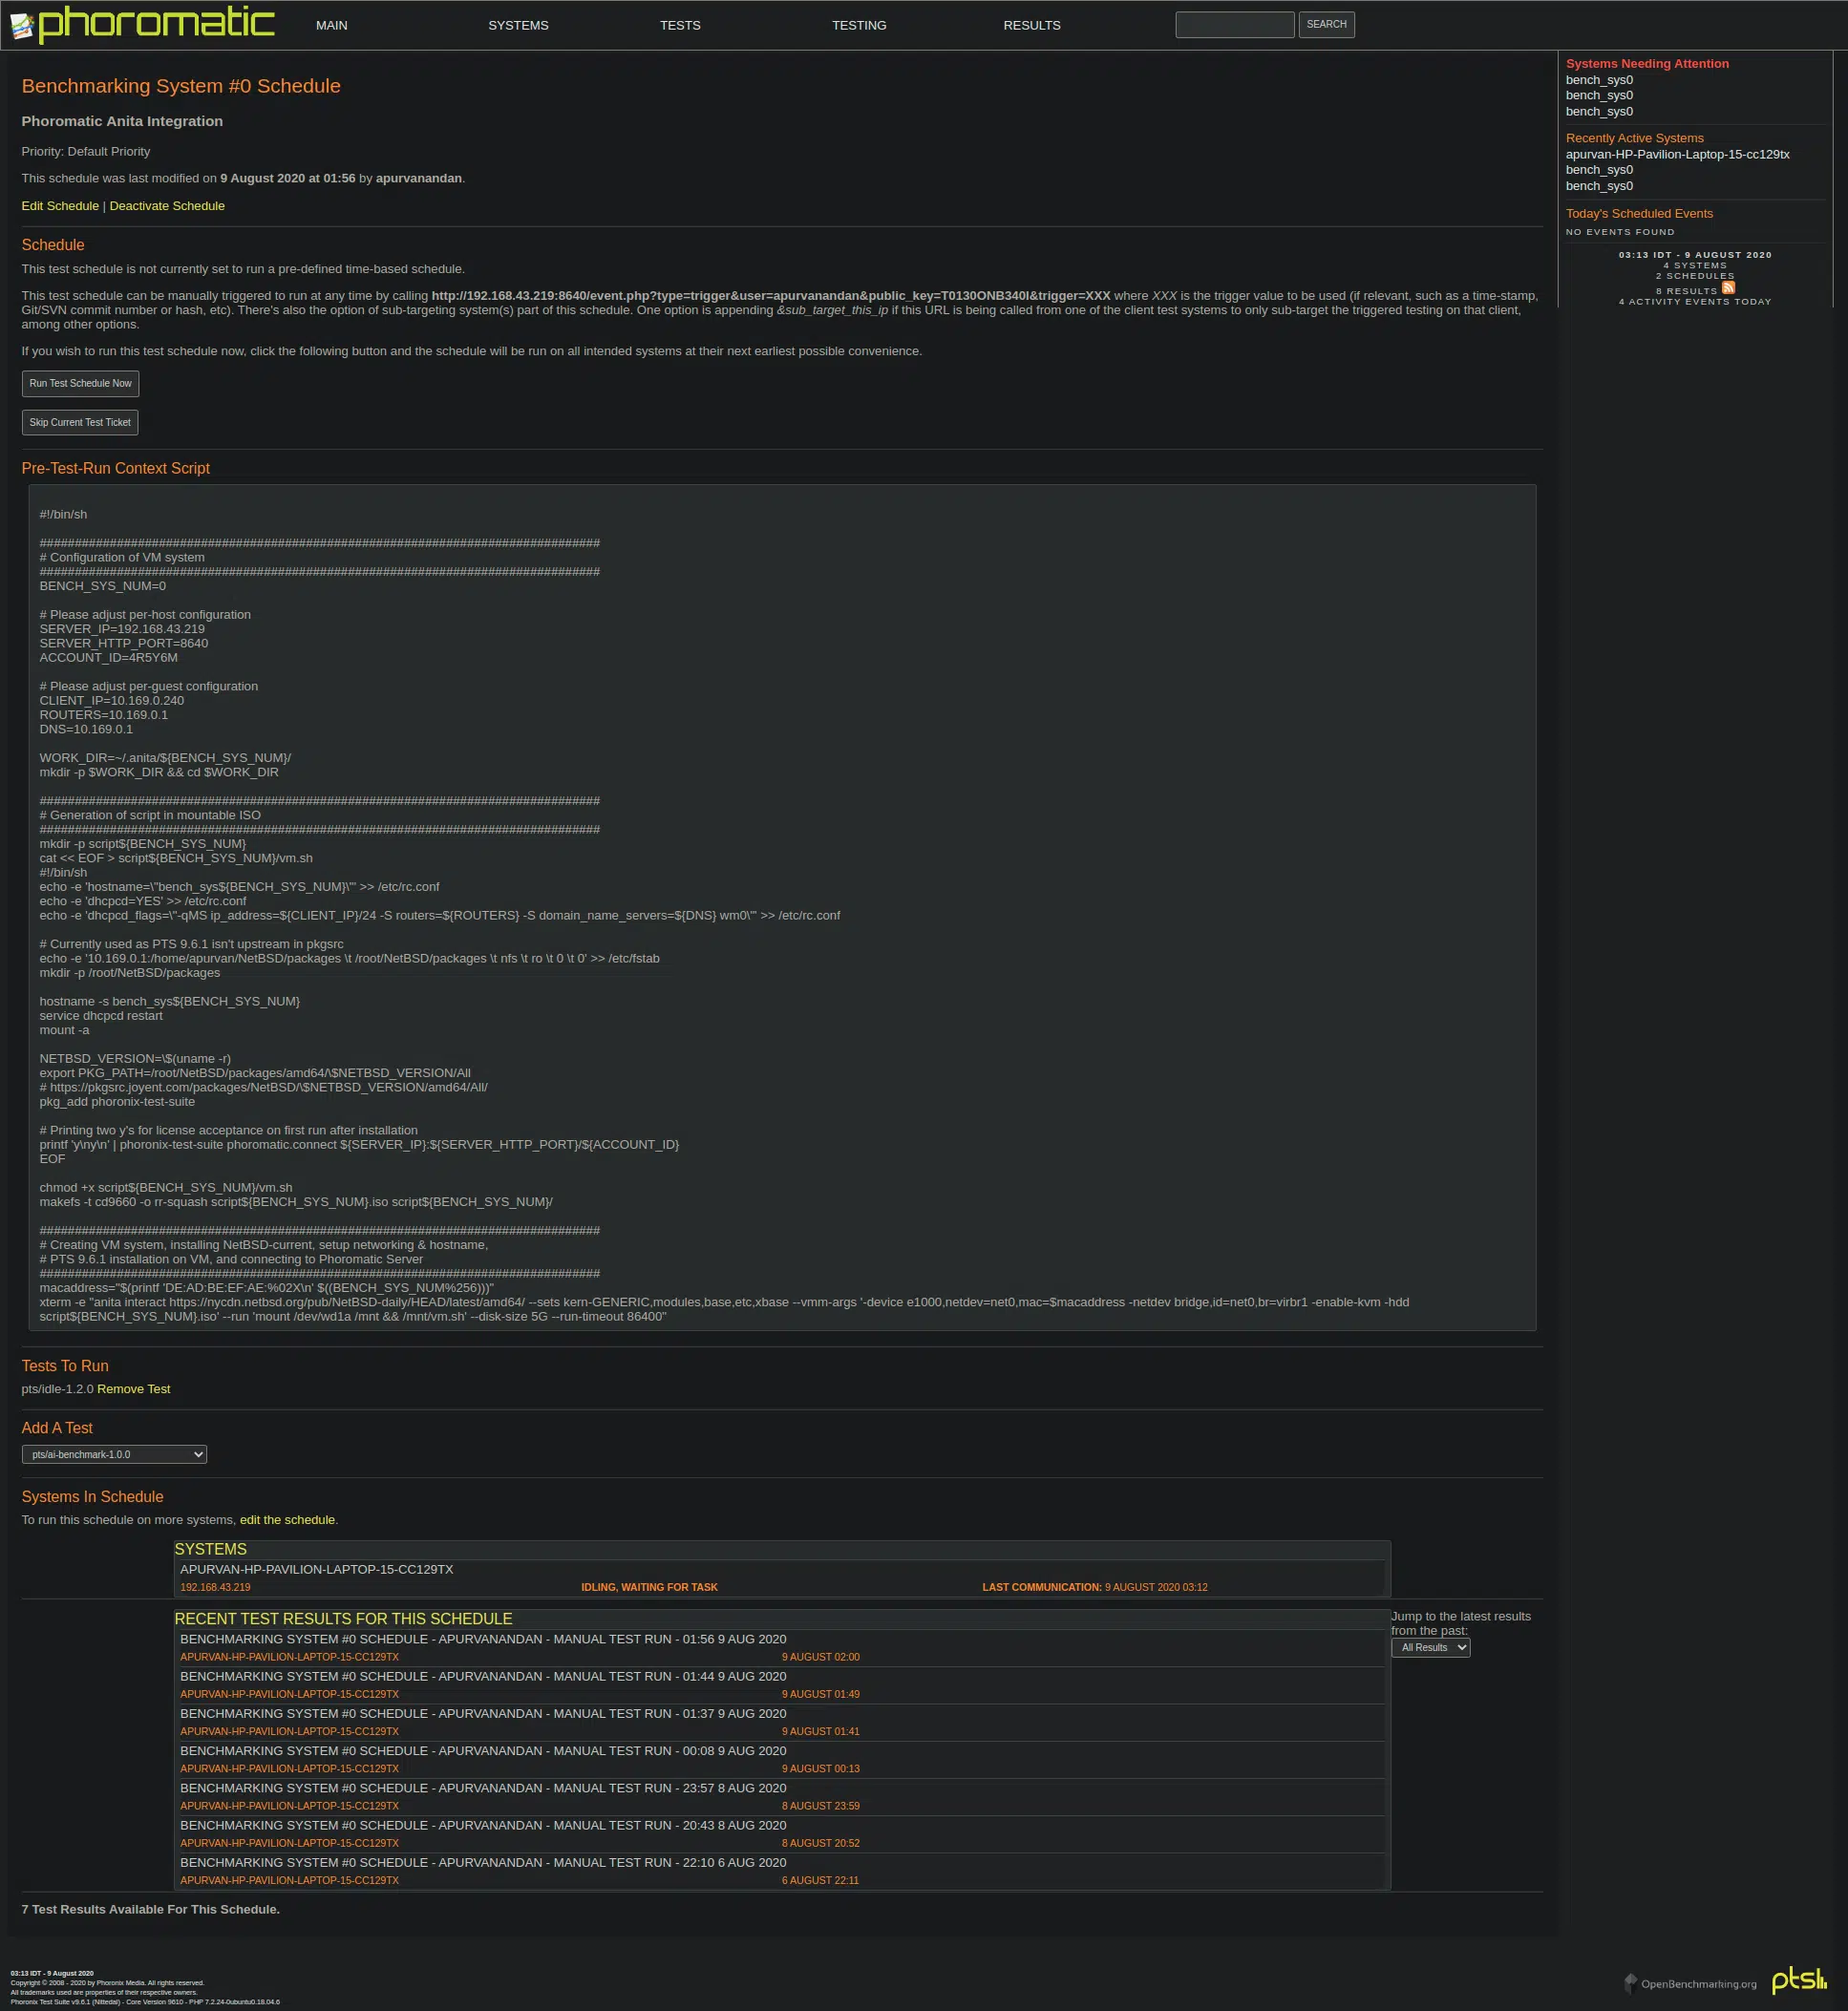 phoromatic MAIN SYSTEMS TESTS TESTING RESULTS SEARCH
Benchmarking System #0 Schedule
Phoromatic Anita Integration
Priority: Default Priority
This schedule was last modified on 9 August 2020 at 01:56 by apurvanandan.
Edit Schedule | Deactivate Schedule
Schedule
This test schedule is not currently set to run a pre-defined time-based schedule.
This test schedule can be manually triggered to run at any time by calling http://192.168.43.219:8640/event.php?type=trigger&user=apurvanandan&public_key=T0130ONB340I&trigger=XXX where XXX is the trigger value to be used (if relevant, such as a time-stamp,
Git/SVN commit number or hash, etc). There's also the option of sub-targeting system(s) part of this schedule. One option is appending &sub_target_this_ip if this URL is being called from one of the client test systems to only sub-target the triggered testing on that client,
among other options.
If you wish to run this test schedule now, click the following button and the schedule will be run on all intended systems at their next earliest possible convenience.
Run Test Schedule Now
Skip Current Test Ticket
Pre-Test-Run Context Script
#!/bin/sh
################################################################################
# Configuration of VM system
################################################################################
BENCH_SYS_NUM=0
# Please adjust per-host configuration
SERVER_IP=192.168.43.219
SERVER_HTTP_PORT=8640
ACCOUNT_ID=4R5Y6M
# Please adjust per-guest configuration
CLIENT_IP=10.169.0.240
ROUTERS=10.169.0.1
DNS=10.169.0.1
WORK_DIR=~/.anita/${BENCH_SYS_NUM}/
mkdir -p $WORK_DIR && cd $WORK_DIR
################################################################################
# Generation of script in mountable ISO
################################################################################
mkdir -p script${BENCH_SYS_NUM}
cat << EOF > script${BENCH_SYS_NUM}/vm.sh
#!/bin/sh
echo -e 'hostname=\"bench_sys${BENCH_SYS_NUM}\"' >> /etc/rc.conf
echo -e 'dhcpcd=YES' >> /etc/rc.conf
echo -e 'dhcpcd_flags=\"-qMS ip_address=${CLIENT_IP}/24 -S routers=${ROUTERS} -S domain_name_servers=${DNS} wm0\"' >> /etc/rc.conf
# Currently used as PTS 9.6.1 isn't upstream in pkgsrc
echo -e '10.169.0.1:/home/apurvan/NetBSD/packages \t /root/NetBSD/packages \t nfs \t ro \t 0 \t 0' >> /etc/fstab
mkdir -p /root/NetBSD/packages
hostname -s bench_sys${BENCH_SYS_NUM}
service dhcpcd restart
mount -a
NETBSD_VERSION=\$(uname -r)
export PKG_PATH=/root/NetBSD/packages/amd64/\$NETBSD_VERSION/All
# https://pkgsrc.joyent.com/packages/NetBSD/\$NETBSD_VERSION/amd64/All/
pkg_add phoronix-test-suite
# Printing two y's for license acceptance on first run after installation
printf 'y\ny\n' | phoronix-test-suite phoromatic.connect ${SERVER_IP}:${SERVER_HTTP_PORT}/${ACCOUNT_ID}
EOF
chmod +x script${BENCH_SYS_NUM}/vm.sh
makefs -t cd9660 -o rr-squash script${BENCH_SYS_NUM}.iso script${BENCH_SYS_NUM}/
################################################################################
# Creating VM system, installing NetBSD-current, setup networking & hostname,
# PTS 9.6.1 installation on VM, and connecting to Phoromatic Server
################################################################################
macaddress="$(printf 'DE:AD:BE:EF:AE:%02X\n' $((BENCH_SYS_NUM%256)))"
xterm -e "anita interact https://nycdn.netbsd.org/pub/NetBSD-daily/HEAD/latest/amd64/ --sets kern-GENERIC,modules,base,etc,xbase --vmm-args '-device e1000,netdev=net0,mac=$macaddress -netdev bridge,id=net0,br=virbr1 -enable-kvm -hdd
script${BENCH_SYS_NUM}.iso' --run 'mount /dev/wd1a /mnt && /mnt/vm.sh' --disk-size 5G --run-timeout 86400"
Tests To Run
pts/idle-1.2.0 Remove Test
Add A Test
pts/ai-benchmark-1.0.0
Systems In Schedule
To run this schedule on more systems, edit the schedule.
SYSTEMS
APURVAN-HP-PAVILION-LAPTOP-15-CC129TX
192.168.43.219 IDLING, WAITING FOR TASK LAST COMMUNICATION: 9 AUGUST 2020 03:12
RECENT TEST RESULTS FOR THIS SCHEDULE
BENCHMARKING SYSTEM #0 SCHEDULE - APURVANANDAN - MANUAL TEST RUN - 01:56 9 AUG 2020
APURVAN-HP-PAVILION-LAPTOP-15-CC129TX 9 AUGUST 02:00
BENCHMARKING SYSTEM #0 SCHEDULE - APURVANANDAN - MANUAL TEST RUN - 01:44 9 AUG 2020
APURVAN-HP-PAVILION-LAPTOP-15-CC129TX 9 AUGUST 01:49
BENCHMARKING SYSTEM #0 SCHEDULE - APURVANANDAN - MANUAL TEST RUN - 01:37 9 AUG 2020
APURVAN-HP-PAVILION-LAPTOP-15-CC129TX 9 AUGUST 01:41
BENCHMARKING SYSTEM #0 SCHEDULE - APURVANANDAN - MANUAL TEST RUN - 00:08 9 AUG 2020
APURVAN-HP-PAVILION-LAPTOP-15-CC129TX 9 AUGUST 00:13
BENCHMARKING SYSTEM #0 SCHEDULE - APURVANANDAN - MANUAL TEST RUN - 23:57 8 AUG 2020
APURVAN-HP-PAVILION-LAPTOP-15-CC129TX 8 AUGUST 23:59
BENCHMARKING SYSTEM #0 SCHEDULE - APURVANANDAN - MANUAL TEST RUN - 20:43 8 AUG 2020
APURVAN-HP-PAVILION-LAPTOP-15-CC129TX 8 AUGUST 20:52
BENCHMARKING SYSTEM #0 SCHEDULE - APURVANANDAN - MANUAL TEST RUN - 22:10 6 AUG 2020
APURVAN-HP-PAVILION-LAPTOP-15-CC129TX 6 AUGUST 22:11
Jump to the latest results
from the past:
All Results
7 Test Results Available For This Schedule.
Systems Needing Attention
bench_sys0
bench_sys0
bench_sys0
Recently Active Systems
apurvan-HP-Pavilion-Laptop-15-cc129tx
bench_sys0
bench_sys0
Today's Scheduled Events
NO EVENTS FOUND
03:13 IDT - 9 AUGUST 2020
4 SYSTEMS
2 SCHEDULES
8 RESULTS
4 ACTIVITY EVENTS TODAY
03:13 IDT - 9 August 2020
Copyright © 2008 - 2020 by Phoronix Media. All rights reserved.
All trademarks used are properties of their respective owners.
Phoronix Test Suite v9.6.1 (Nittedal) - Core Version 9610 - PHP 7.2.24-0ubuntu0.18.04.6
OpenBenchmarking.org ptsl